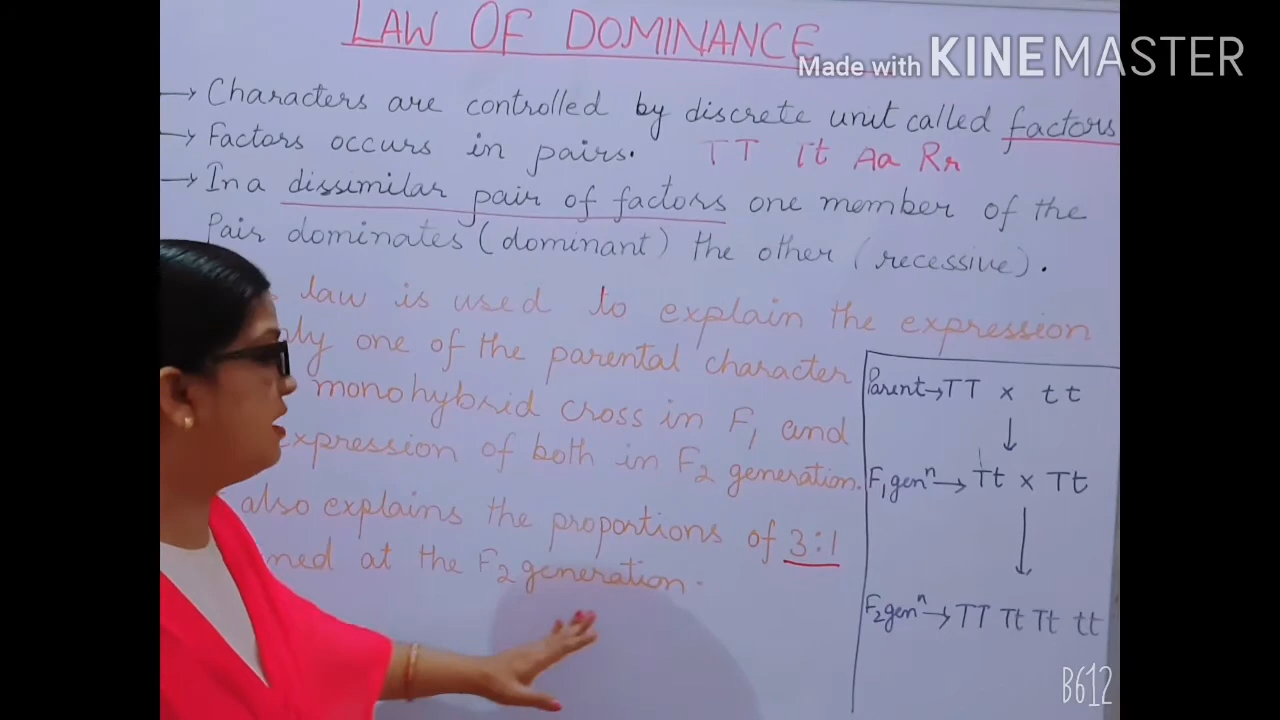 LAW OF DOMINANCE
Made with KINEMASTER
→ Characters are controlled by discrete unit called factors
→ Factors occurs in pairs. TT Tt Aa Rr
→ In a dissimilar pair of factors one member of the
Pair dominates (dominant) the other (recessive).
law is used to explain the expression
one of the parental character
monohybrid cross in F₁ and
expression of both in F₂ generation.
also explains the proportions of 3:1
at the F₂ generation.
Parent → TT × tt
↓
F₁ genⁿ → Tt × Tt
↓
F₂ genⁿ → TT Tt Tt tt
B612